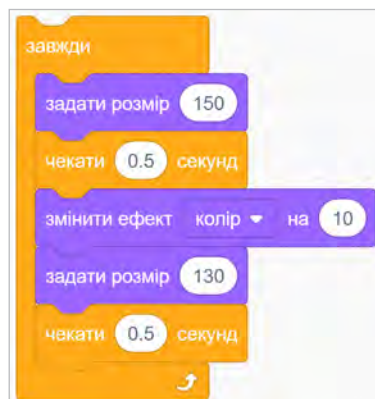 завжди
задати розмір 150
чекати 0.5 секунд
змінити ефект колір на 10
задати розмір 130
чекати 0.5 секунд